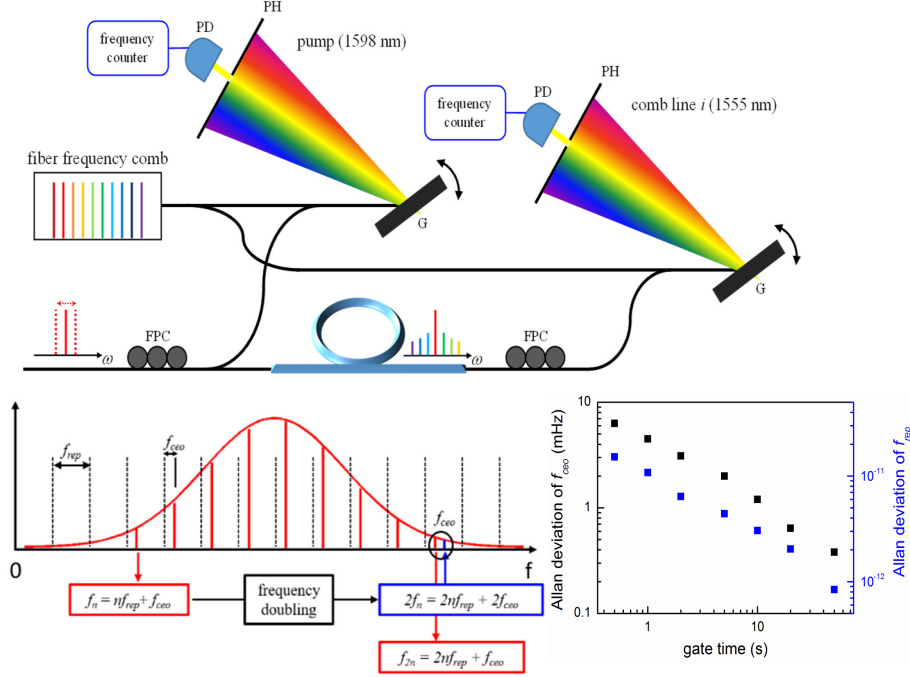 PH
PD
frequency
counter
pump (1598 nm)
PH
PD
frequency
counter
comb line i (1555 nm)
fiber frequency comb
G
G
FPC
ω
ω
FPC
f_rep
f_ceo
f_ceo
0
f
f_n = nf_rep + f_ceo
frequency
doubling
2f_n = 2nf_rep + 2f_ceo
f_2n = 2nf_rep + f_ceo
Allan deviation of f_ceo (mHz)
10
1
0.1
1
10
gate time (s)
10^-11
10^-12
Allan deviation of f_rep